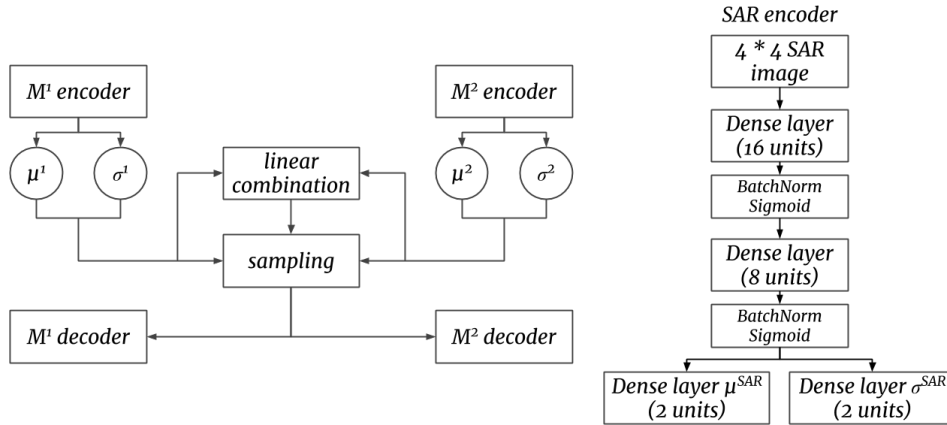 M¹ encoder
M² encoder
μ¹
σ¹
linear
combination
μ²
σ²
sampling
M¹ decoder
M² decoder
SAR encoder
4 * 4 SAR
image
Dense layer
(16 units)
BatchNorm
Sigmoid
Dense layer
(8 units)
BatchNorm
Sigmoid
Dense layer μˢᴬᴿ
(2 units)
Dense layer σˢᴬᴿ
(2 units)